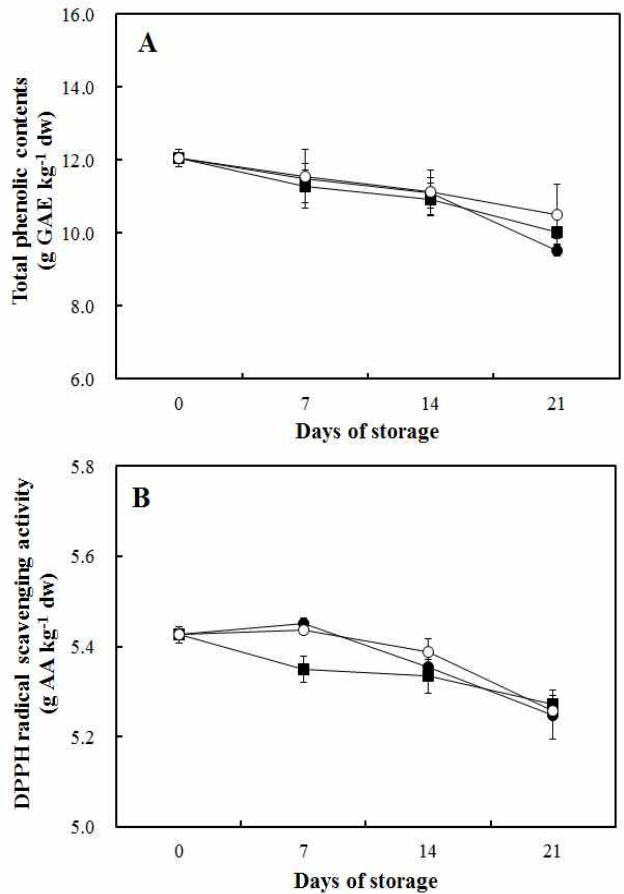 16.0
A
14.0
12.0
10.0
8.0
6.0
Total phenolic contents
(g GAE kg-1 dw)
0 7 14 21
Days of storage
5.8
B
5.6
5.4
5.2
5.0
DPPH radical scavenging activity
(g AA kg-1 dw)
0 7 14 21
Days of storage